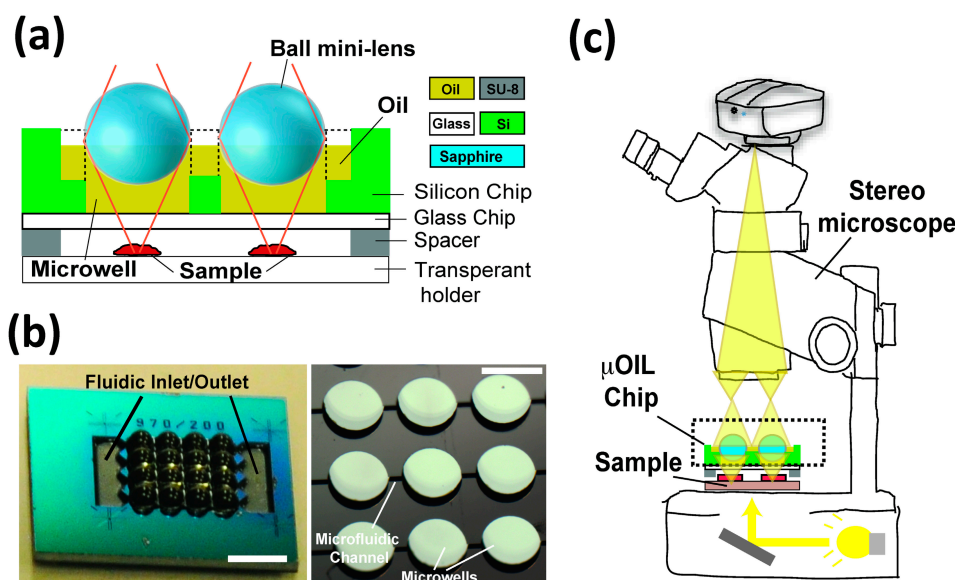 (a)
Ball mini-lens
Oil
Oil
SU-8
Glass
Si
Sapphire
Silicon Chip
Glass Chip
Spacer
Microwell
Sample
Transperant
holder
(b)
Fluidic Inlet/Outlet
970/200
Microfluidic
Channel
Microwells
(c)
Stereo
microscope
µOIL
Chip
Sample